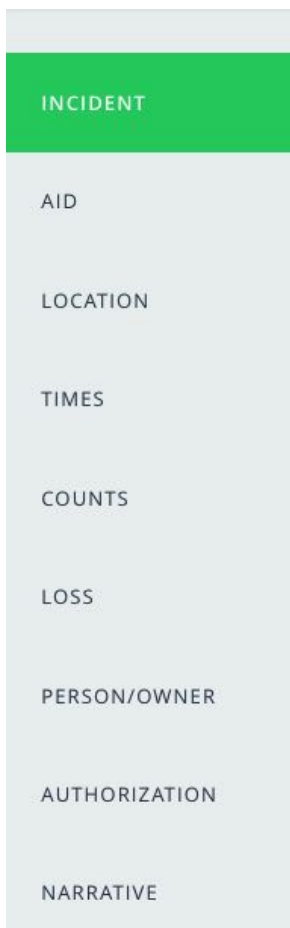 INCIDENT
AID
LOCATION
TIMES
COUNTS
LOSS
PERSON/OWNER
AUTHORIZATION
NARRATIVE